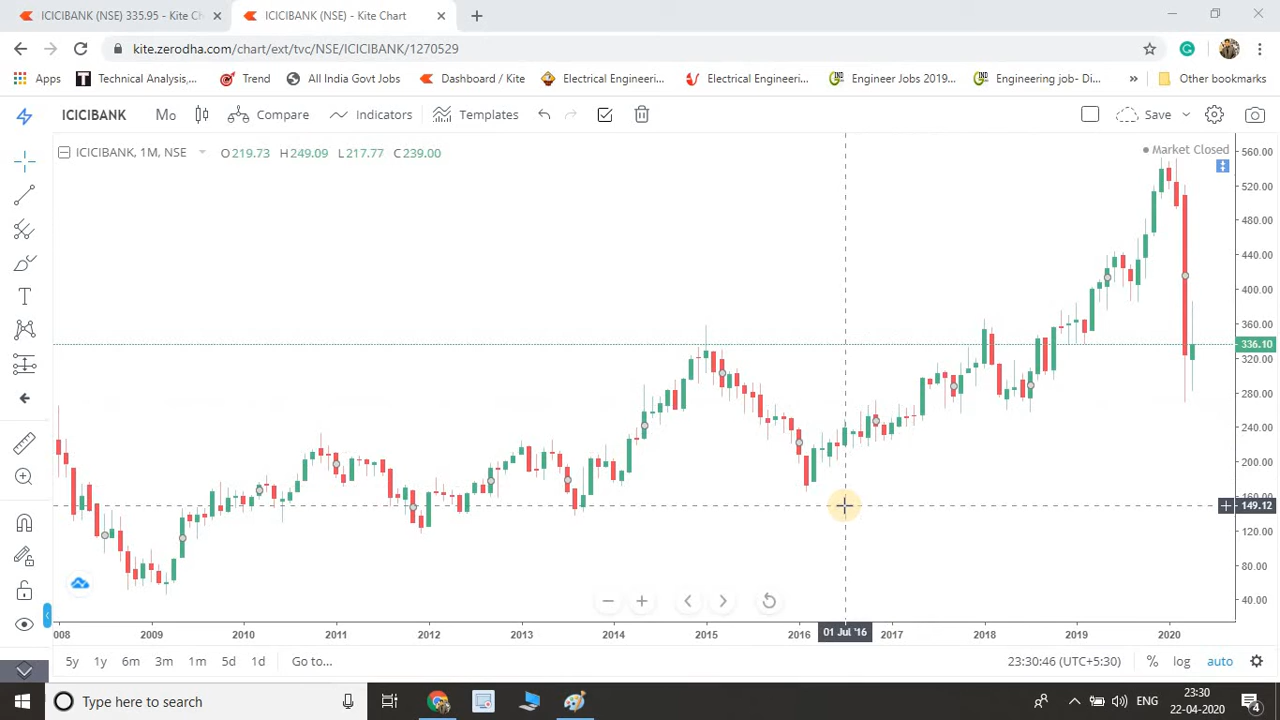 ICICIBANK (NSE) 335.95 - Kite Ch
ICICIBANK (NSE) - Kite Chart
kite.zerodha.com/chart/ext/tvc/NSE/ICICIBANK/1270529
Apps
Technical Analysis,...
Trend
All India Govt Jobs
Dashboard / Kite
Electrical Engineeri...
Electrical Engineeri...
Engineer Jobs 2019...
Engineering job- Di...
»
Other bookmarks
ICICIBANK Mo Compare Indicators Templates Save
ICICIBANK, 1M, NSE O219.73 H249.09 L217.77 C239.00
Market Closed
560.00
520.00
480.00
440.00
400.00
360.00
336.10
320.00
280.00
240.00
200.00
149.12
120.00
80.00
40.00
008 2009 2010 2011 2012 2013 2014 2015 2016 01 Jul '16 2017 2018 2019 2020
5y 1y 6m 3m 1m 5d 1d Go to... 23:30:46 (UTC+5:30) % log auto
Type here to search
ENG
23:30
22-04-2020
4